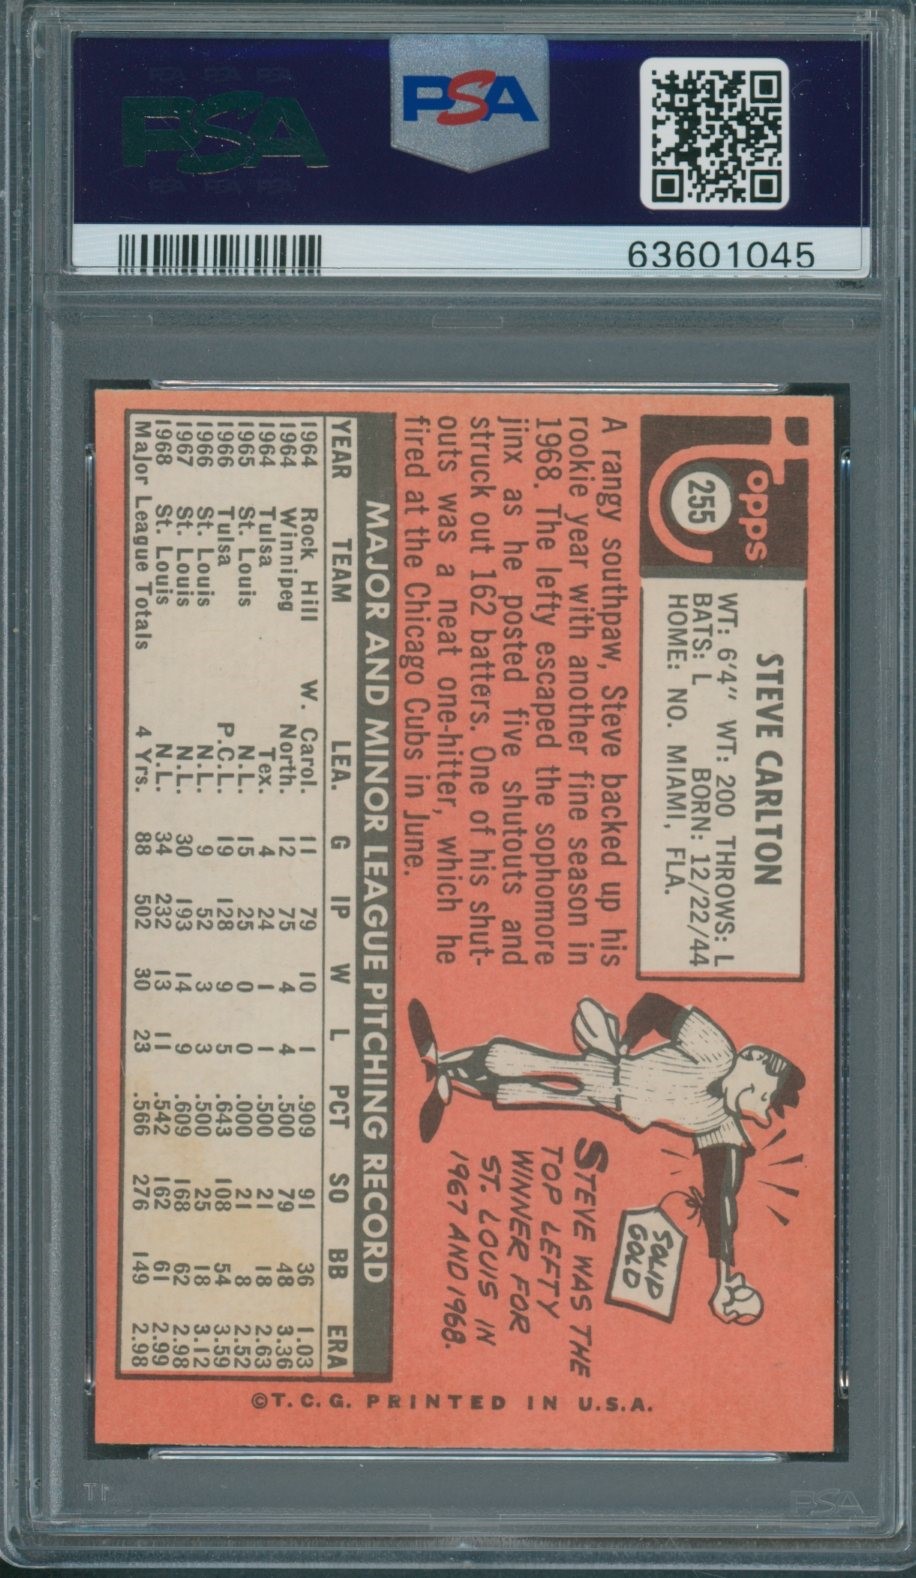 PSA PSA PSA
PSA
PSA PSA PSA
PSA
63601045
Topps
255
STEVE CARLTON
WT: 6'4" WT: 200 THROWS: L
BATS: L BORN: 12/22/44
HOME: NO. MIAMI, FLA.
A rangy southpaw, Steve backed up his
rookie year with another fine season in
1968. The lefty escaped the sophomore
jinx as he posted five shutouts and
struck out 162 batters. One of his shut-
outs was a neat one-hitter, which he
fired at the Chicago Cubs in June.
SOLID
GOLD
STEVE WAS THE
TOP LEFTY
WINNER FOR
ST. LOUIS IN
1967 AND 1968.
MAJOR AND MINOR LEAGUE PITCHING RECORD
YEAR TEAM LEA. G IP W L PCT SO BB ERA
1964 Rock Hill W. Carol. 11 79 10 1 .909 91 36 1.03
1964 Winnipeg North. 12 75 4 4 .500 79 48 3.36
1964 Tulsa Tex. 4 24 1 1 .500 21 18 2.63
1965 St. Louis N.L. 15 25 0 0 .000 21 8 2.52
1966 Tulsa P.C.L. 19 128 9 5 .643 108 54 3.59
1966 St. Louis N.L. 9 52 3 3 .500 25 18 3.12
1967 St. Louis N.L. 30 193 14 9 .609 168 62 2.98
1968 St. Louis N.L. 34 232 13 11 .542 162 61 2.99
Major League Totals 4 Yrs. 88 502 30 23 .566 276 149 2.98
©T.C.G. PRINTED IN U.S.A.
PSA